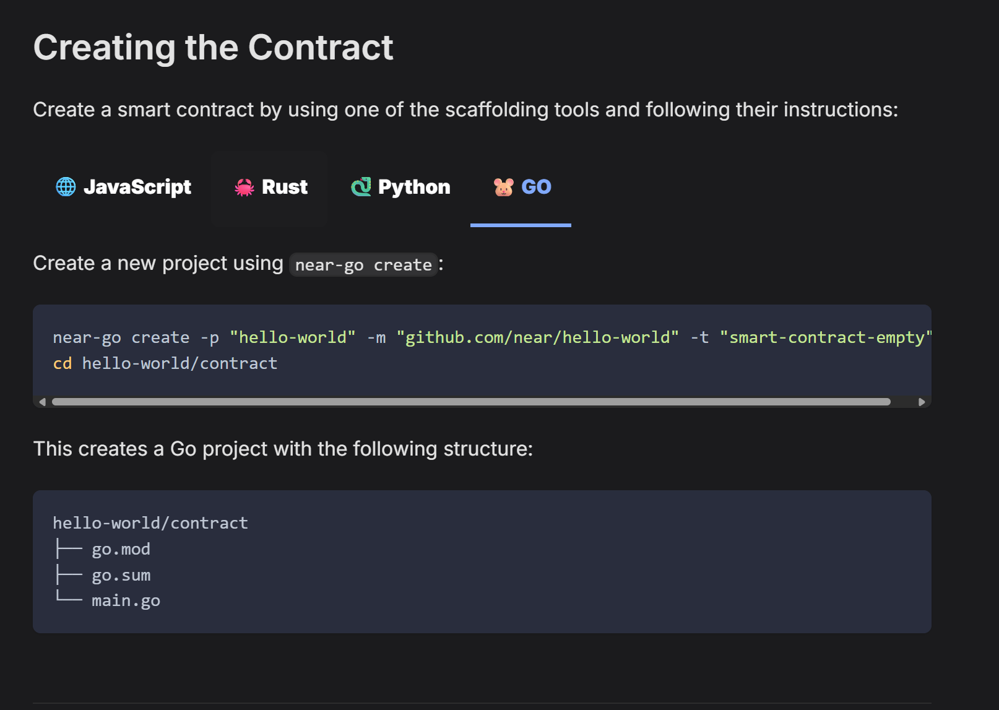 Creating the Contract
Create a smart contract by using one of the scaffolding tools and following their instructions:
JavaScript Rust Python GO
Create a new project using near-go create:
near-go create -p "hello-world" -m "github.com/near/hello-world" -t "smart-contract-empty"
cd hello-world/contract
This creates a Go project with the following structure:
hello-world/contract
├── go.mod
├── go.sum
└── main.go